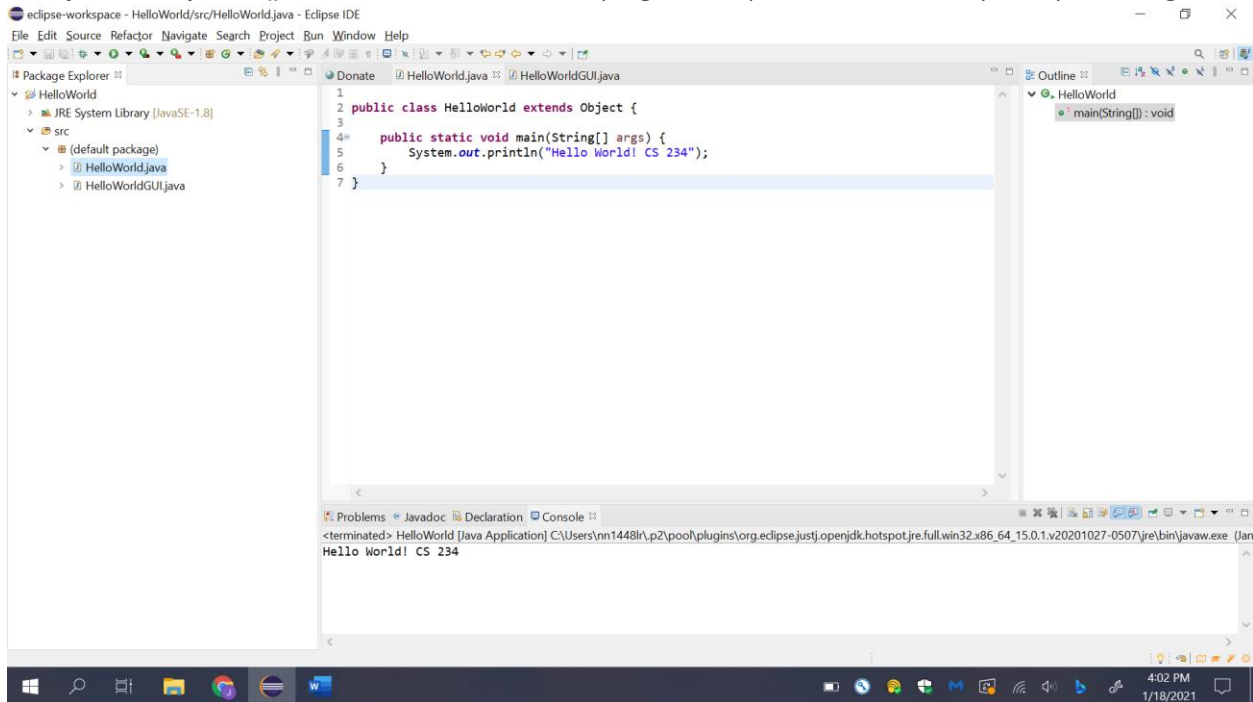 eclipse-workspace - HelloWorld/src/HelloWorld.java - Eclipse IDE
File Edit Source Refactor Navigate Search Project Run Window Help
Package Explorer
Donate HelloWorld.java HelloWorldGUI.java
Outline
HelloWorld
JRE System Library [JavaSE-1.8]
src
(default package)
HelloWorld.java
HelloWorldGUI.java
1
2 public class HelloWorld extends Object {
3
4 public static void main(String[] args) {
5 System.out.println("Hello World! CS 234");
6 }
7 }
HelloWorld
main(String[]) : void
Problems Javadoc Declaration Console
<terminated> HelloWorld [Java Application] C:\Users\nn1448lr\.p2\pool\plugins\org.eclipse.justj.openjdk.hotspot.jre.full.win32.x86_64_15.0.1.v20201027-0507\jre\bin\javaw.exe (Jan
Hello World! CS 234
4:02 PM
1/18/2021